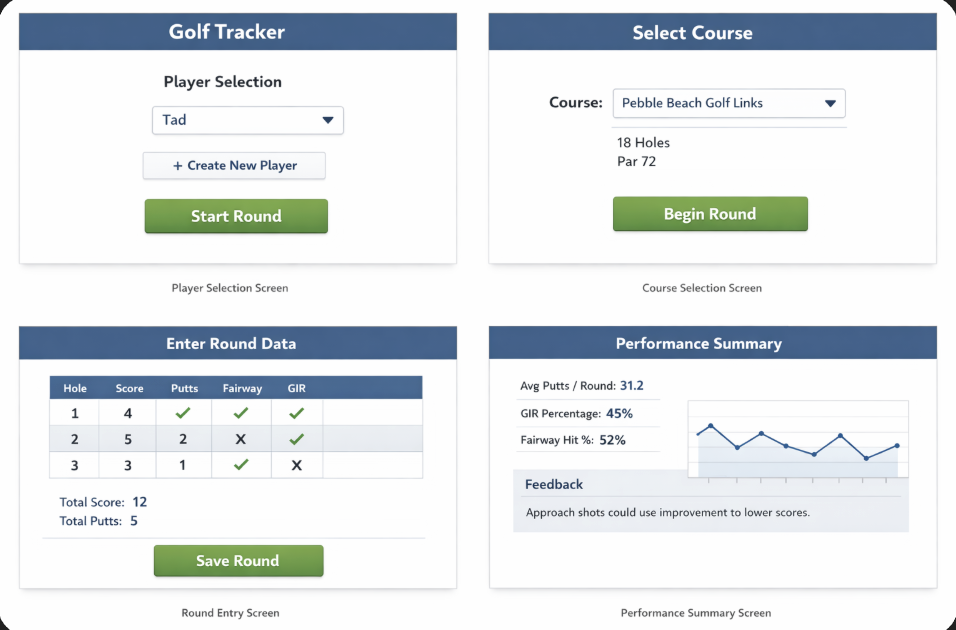 Golf Tracker
Player Selection
Tad
+ Create New Player
Start Round
Player Selection Screen
Select Course
Course: Pebble Beach Golf Links
18 Holes
Par 72
Begin Round
Course Selection Screen
Enter Round Data
Hole Score Putts Fairway GIR
1 4 ✓ ✓ ✓
2 5 2 X ✓
3 3 1 ✓ X
Total Score: 12
Total Putts: 5
Save Round
Round Entry Screen
Performance Summary
Avg Putts / Round: 31.2
GIR Percentage: 45%
Fairway Hit %: 52%
Feedback
Approach shots could use improvement to lower scores.
Performance Summary Screen